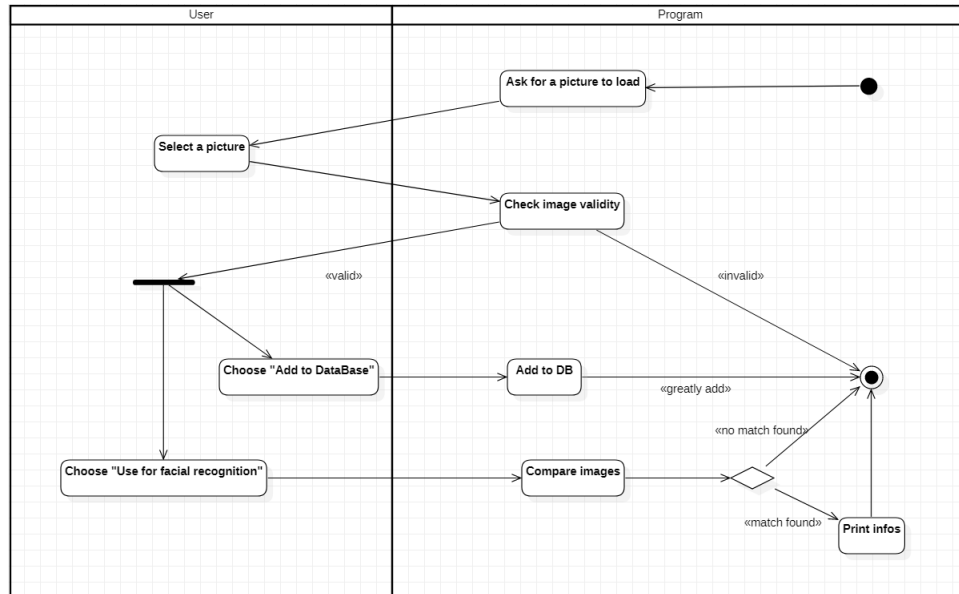 User
Program
Ask for a picture to load
Select a picture
Check image validity
«valid»
«invalid»
Choose "Add to DataBase"
Add to DB
«greatly add»
«no match found»
Choose "Use for facial recognition"
Compare images
«match found»
Print infos